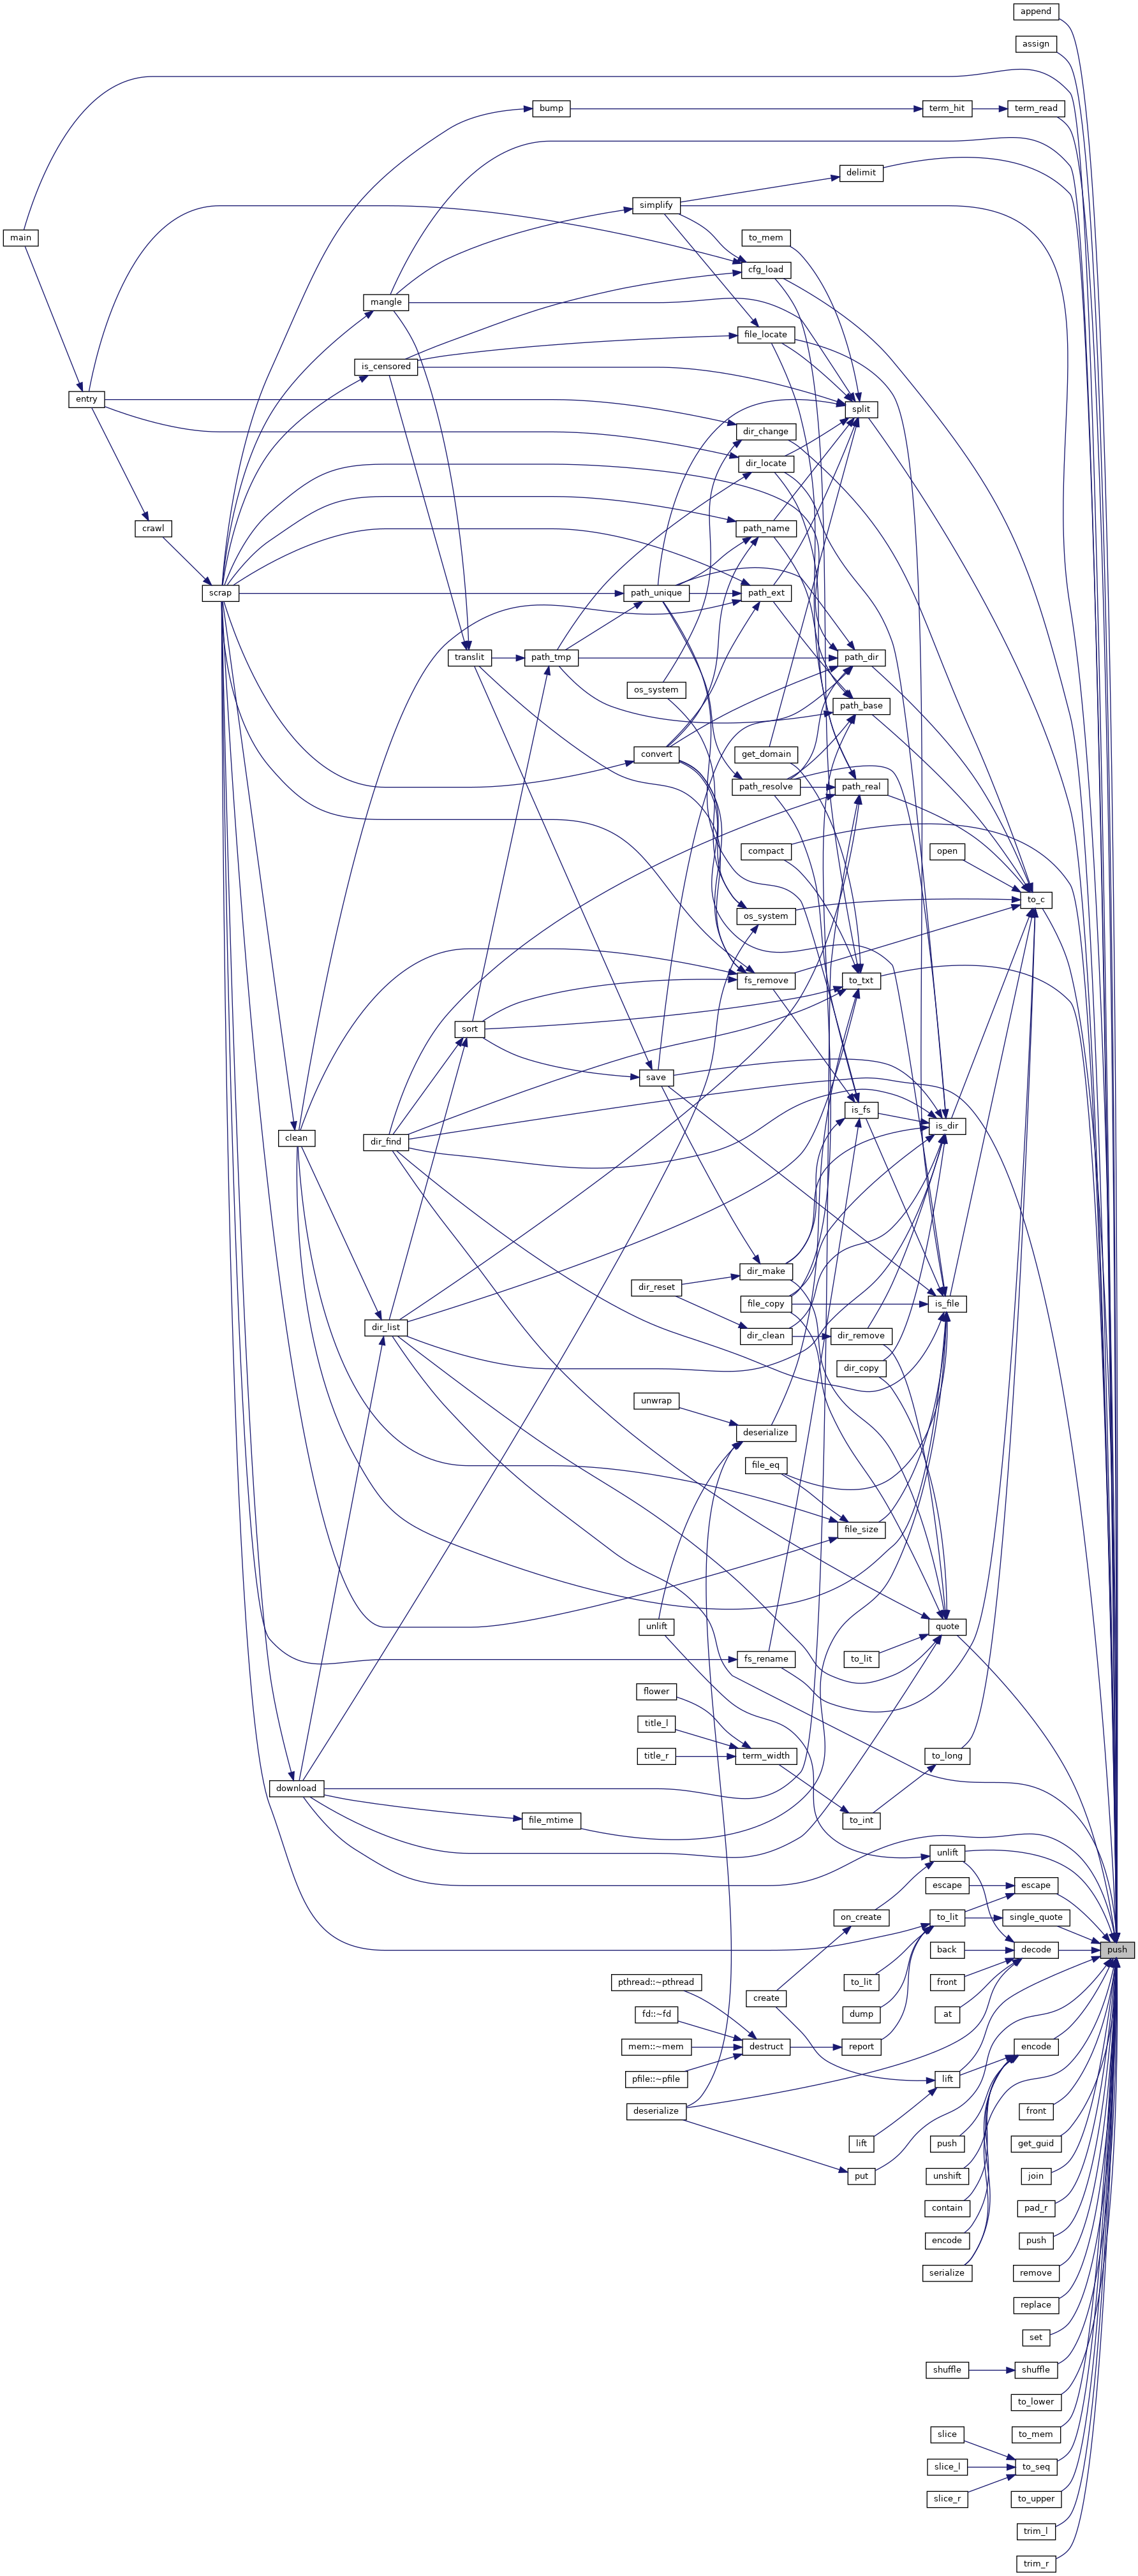 append
assign
bump
term_hit
term_read
delimit
simplify
main
to_mem
cfg_load
mangle
file_locate
is_censored
entry
split
dir_change
dir_locate
crawl
path_name
scrap
path_unique
path_ext
translit
path_tmp
path_dir
os_system
path_base
convert
get_domain
path_resolve
path_real
compact
open
to_c
os_system
fs_remove
to_txt
sort
save
is_fs
is_dir
clean
dir_find
dir_make
dir_reset
file_copy
is_file
dir_list
dir_clean
dir_remove
dir_copy
unwrap
deserialize
file_eq
file_size
unlift
quote
to_lit
fs_rename
flower
title_l
title_r
term_width
to_long
download
file_mtime
to_int
unlift
escape
escape
on_create
to_lit
single_quote
back
decode
push
pthread::~pthread
to_lit
front
create
fd::~fd
dump
at
mem::~mem
destruct
report
encode
pfile::~pfile
lift
deserialize
front
lift
push
get_guid
put
unshift
join
contain
pad_r
encode
push
serialize
remove
replace
set
shuffle
shuffle
to_lower
slice
to_mem
slice_l
to_seq
slice_r
to_upper
trim_l
trim_r